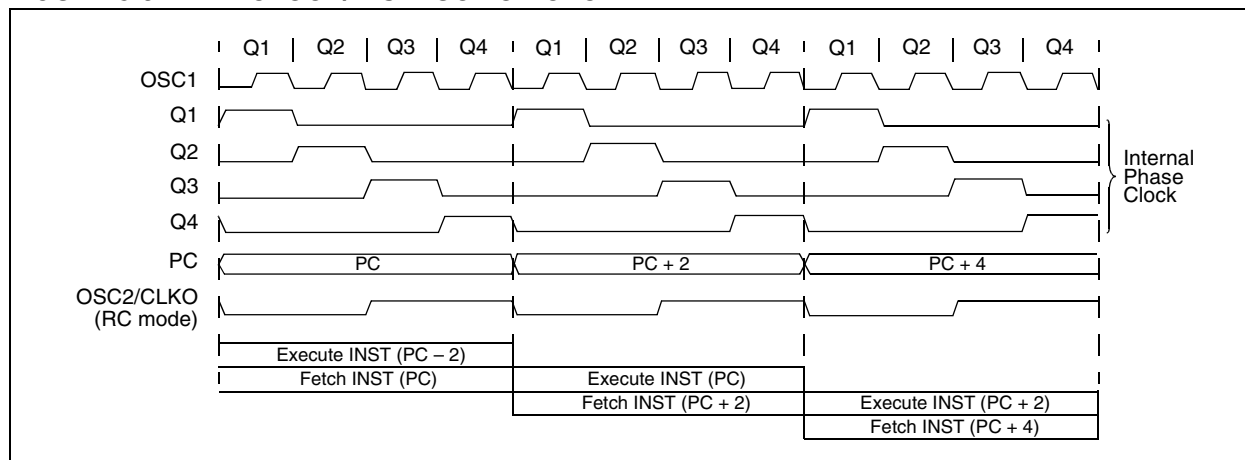 Q1 Q2 Q3 Q4 Q1 Q2 Q3 Q4 Q1 Q2 Q3 Q4
OSC1
Q1
Q2
Q3
Q4
Internal
Phase
Clock
PC
PC
PC + 2
PC + 4
OSC2/CLKO
(RC mode)
Execute INST (PC – 2)
Fetch INST (PC)
Execute INST (PC)
Fetch INST (PC + 2)
Execute INST (PC + 2)
Fetch INST (PC + 4)